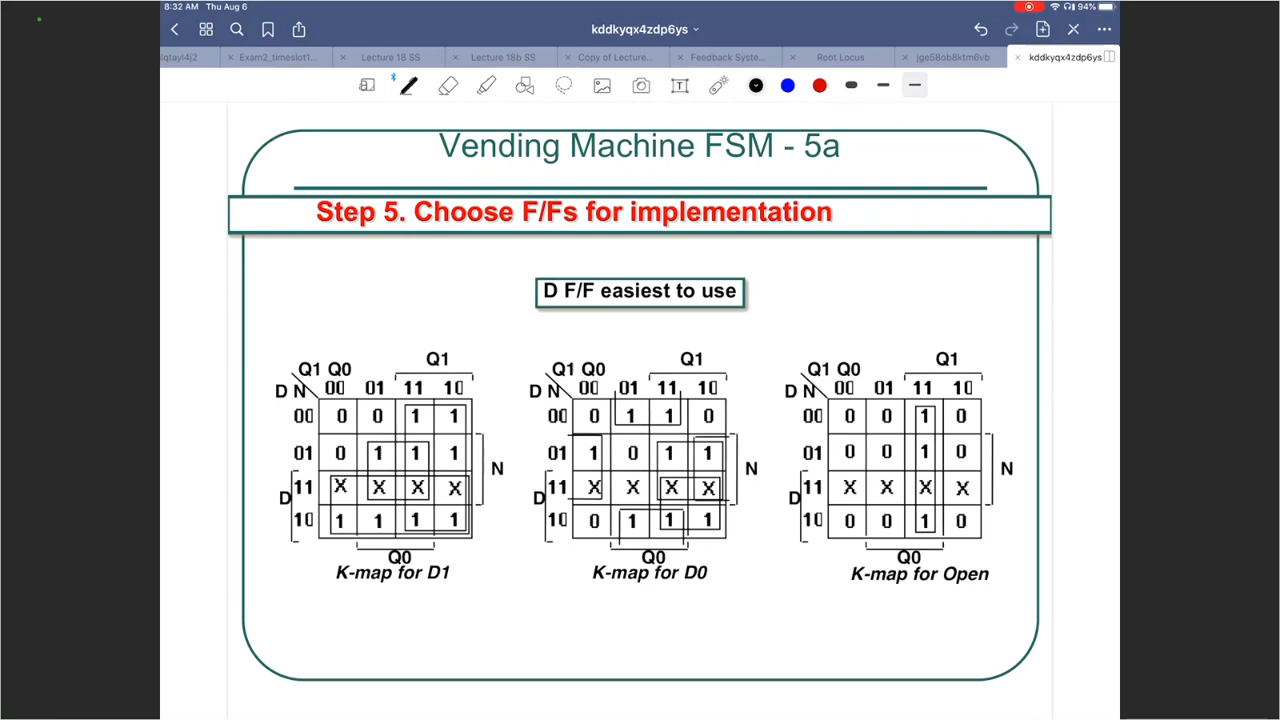 8:32 AM Thu Aug 6
94%
kddkyqx4zdp6ys
lqtayl4j2 × Exam2_timeslot1... × Lecture 18 SS × Lecture 18b SS × Copy of Lecture... × Feedback Syste... × Root Locus × jge58ob8ktm6vb × kddkyqx4zdp6ys
T
Vending Machine FSM - 5a
Step 5. Choose F/Fs for implementation
D F/F easiest to use
Q1
Q1 Q0
D N 00 01 11 10
00 0 0 1 1
01 0 1 1 1
N
D 11 X X X X
10 1 1 1 1
Q0
K-map for D1
Q1
Q1 Q0
D N 00 01 11 10
00 0 1 1 0
01 1 0 1 1
N
D 11 X X X X
10 0 1 1 1
Q0
K-map for D0
Q1
Q1 Q0
D N 00 01 11 10
00 0 0 1 0
01 0 0 1 0
N
D 11 X X X X
10 0 0 1 0
Q0
K-map for Open